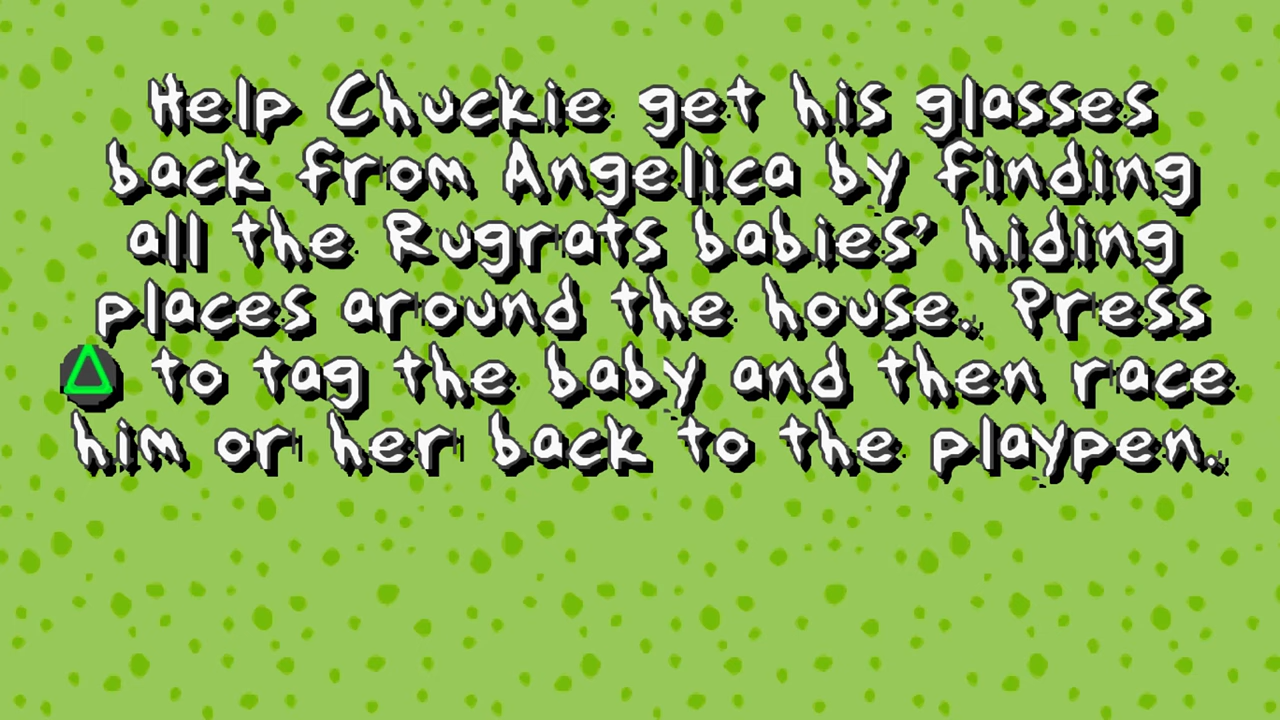 Help Chuckie get his glasses
back from Angelica by finding
all the Rugrats babies' hiding
places around the house. Press
△ to tag the baby and then race
him or her back to the playpen.